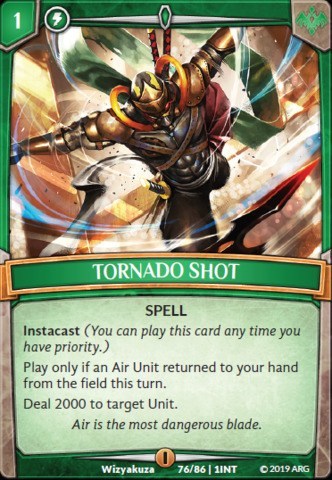 1
TORNADO SHOT
SPELL
Instacast (You can play this card any time you
have priority.)
Play only if an Air Unit returned to your hand
from the field this turn.
Deal 2000 to target Unit.
Air is the most dangerous blade.
I
Wizyakuza 76/86 | 1INT © 2019 ARG